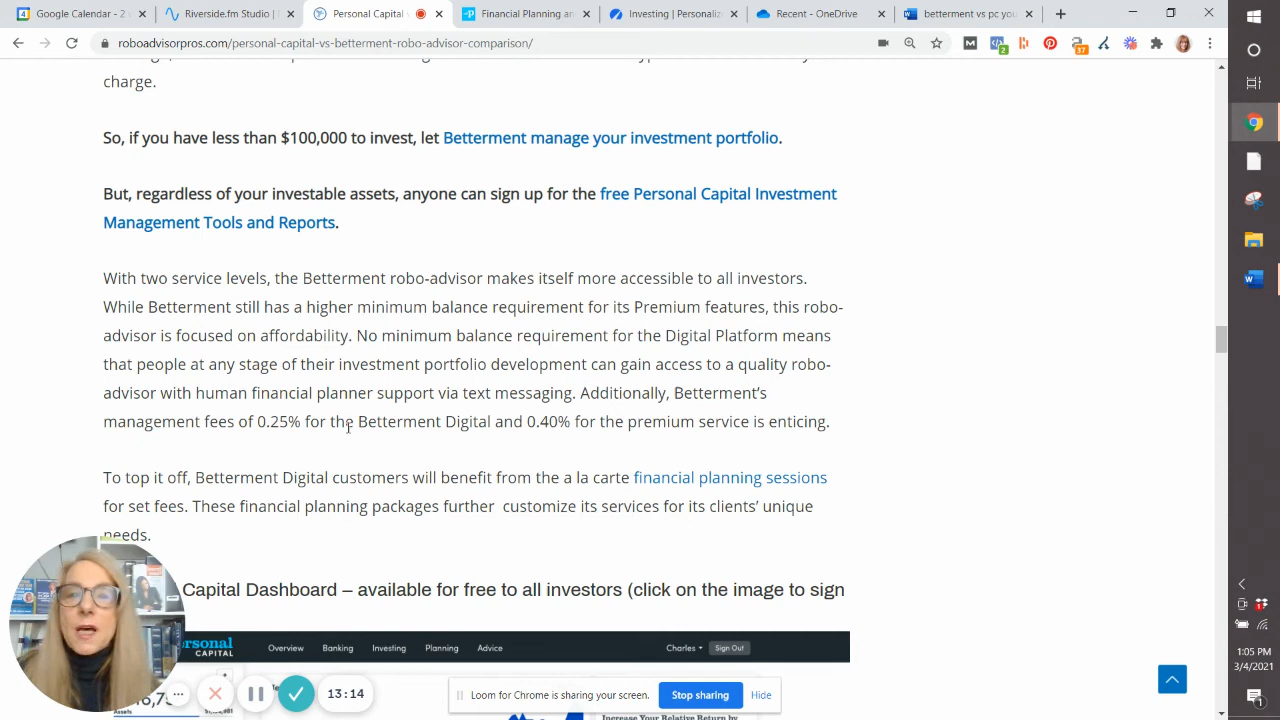 Google Calendar
Riverside.fm Studio |
Personal Capital v
Financial Planning an
Investing | Personaliz
Recent - OneDrive
betterment vs pc you
roboadvisorpros.com/personal-capital-vs-betterment-robo-advisor-comparison/
2
37
charge.
So, if you have less than $100,000 to invest, let Betterment manage your investment portfolio.
But, regardless of your investable assets, anyone can sign up for the free Personal Capital Investment
Management Tools and Reports.
With two service levels, the Betterment robo-advisor makes itself more accessible to all investors.
While Betterment still has a higher minimum balance requirement for its Premium features, this robo-
advisor is focused on affordability. No minimum balance requirement for the Digital Platform means
that people at any stage of their investment portfolio development can gain access to a quality robo-
advisor with human financial planner support via text messaging. Additionally, Betterment's
management fees of 0.25% for the Betterment Digital and 0.40% for the premium service is enticing.
To top it off, Betterment Digital customers will benefit from the a la carte financial planning sessions
for set fees. These financial planning packages further customize its services for its clients' unique
needs.
Capital Dashboard – available for free to all investors (click on the image to sign
rsonal
CAPITAL
Overview Banking Investing Planning Advice Charles Sign Out
13:14
Loom for Chrome is sharing your screen. Stop sharing Hide
Assets
Increase Your Relative Return by
1:05 PM
3/4/2021
1